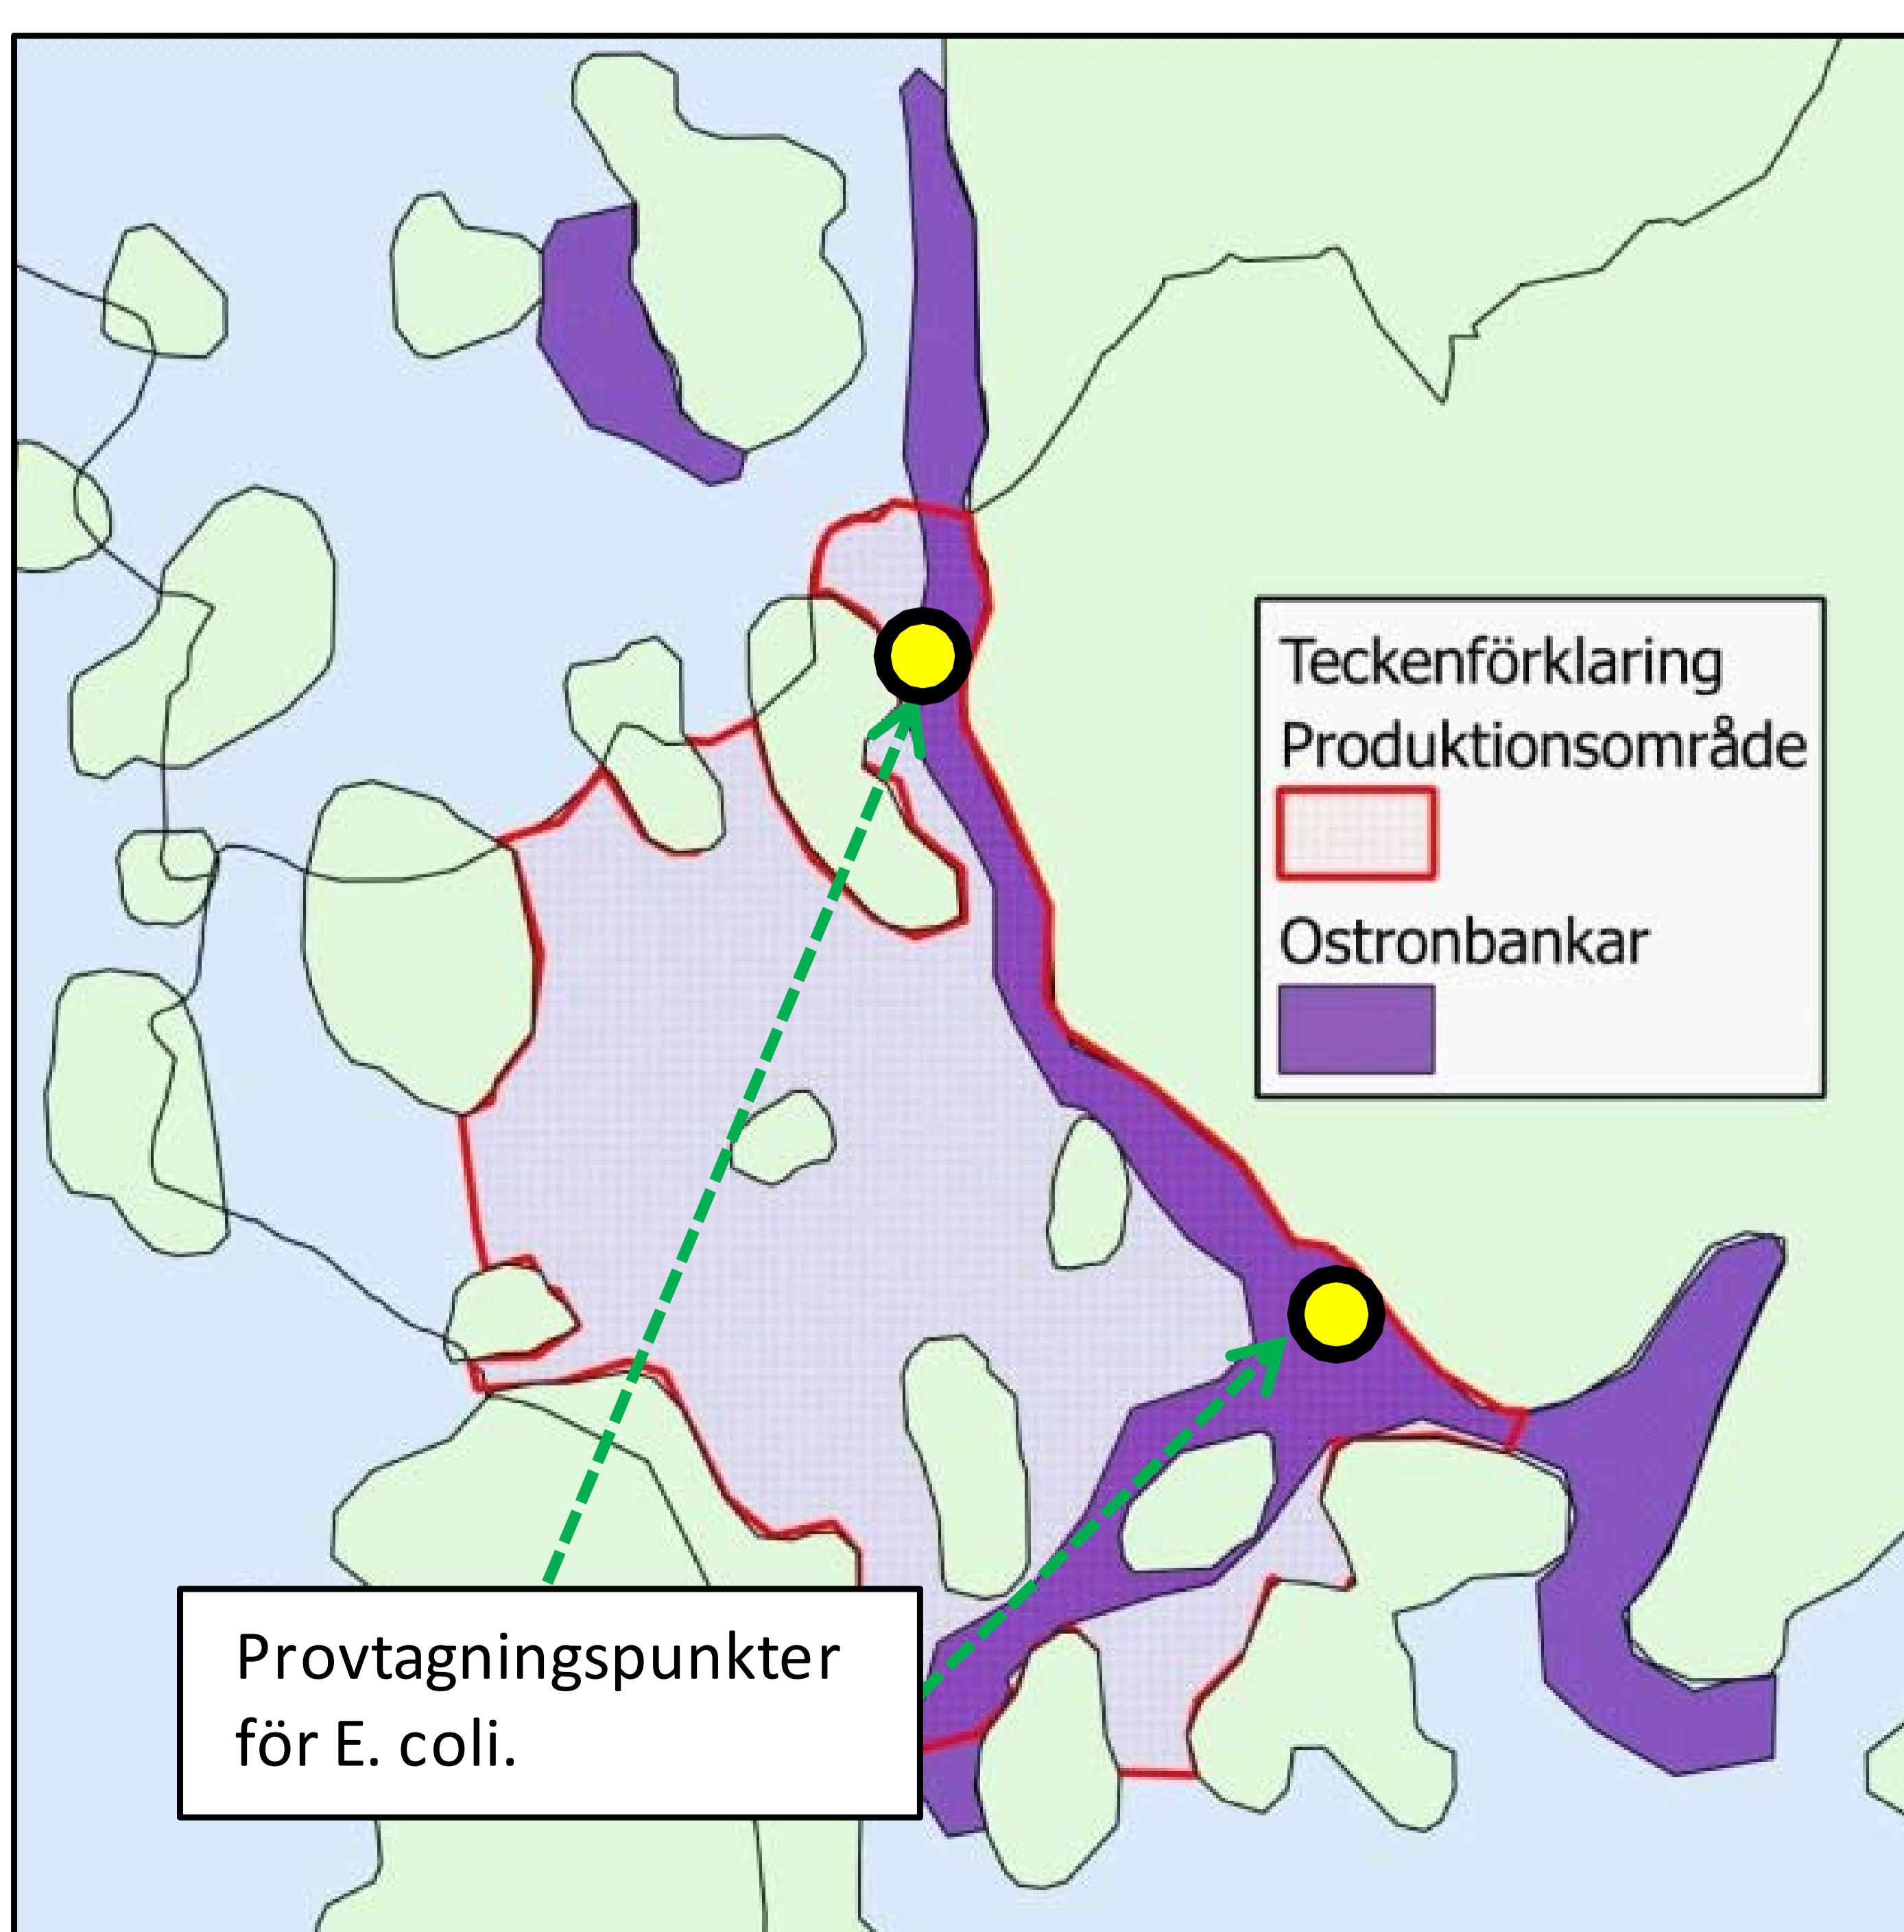 Teckenförklaring
Produktionsområde
Ostronbankar
Provtagningspunkter
för E. coli.